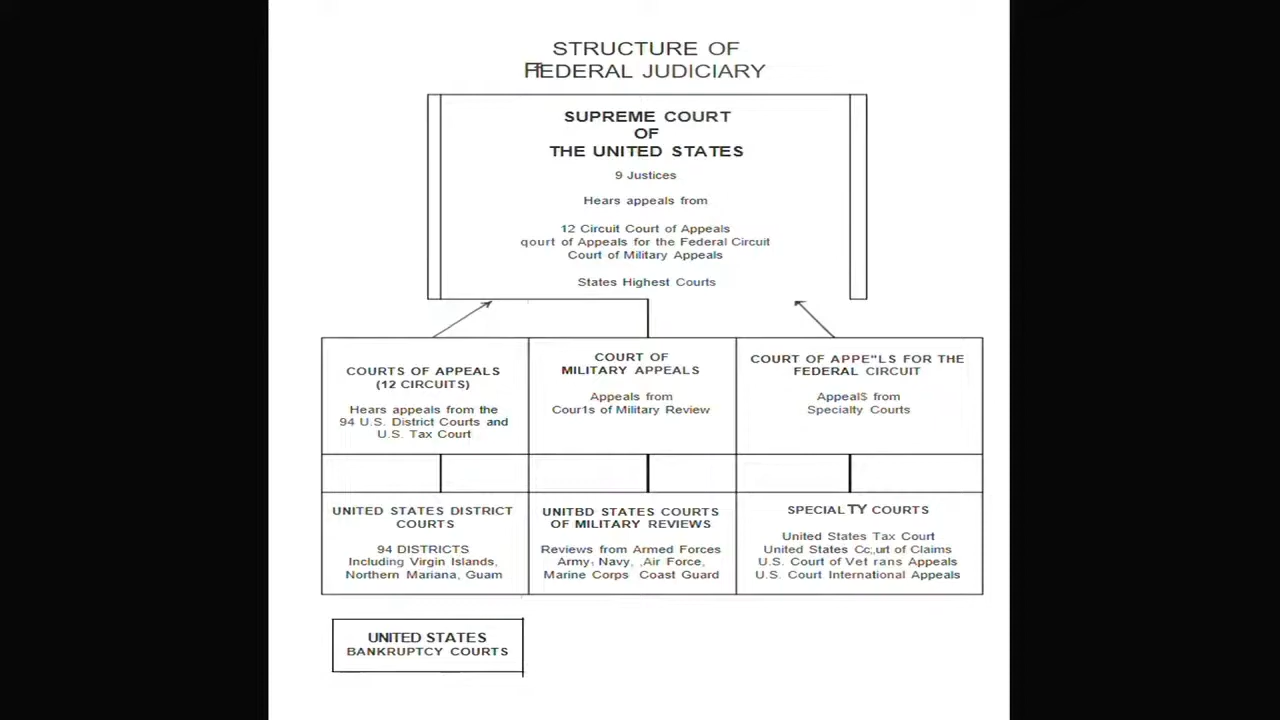 STRUCTURE OF
FEDERAL JUDICIARY
SUPREME COURT
OF
THE UNITED STATES
9 Justices
Hears appeals from
12 Circuit Court of Appeals
qourt of Appeals for the Federal Circuit
Court of Military Appeals
States Highest Courts
COURTS OF APPEALS
(12 CIRCUITS)
Hears appeals from the
94 U.S. District Courts and
U.S. Tax Court
COURT OF
MILITARY APPEALS
Appeals from
Cour1s of Military Review
COURT OF APPE"LS FOR THE
FEDERAL CIRCUIT
AppealS from
Specialty Courts
UNITED STATES DISTRICT
COURTS
94 DISTRICTS
Including Virgin Islands,
Northern Mariana, Guam
UNITBD STATES COURTS
OF MILITARY REVIEWS
Reviews from Armed Forces
Army, Navy, ,Air Force,
Marine Corps Coast Guard
SPECIALTY COURTS
United States Tax Court
United States Cc;,urt of Claims
U.S. Court of Vet rans Appeals
U.S. Court International Appeals
UNITED STATES
BANKRUPTCY COURTS